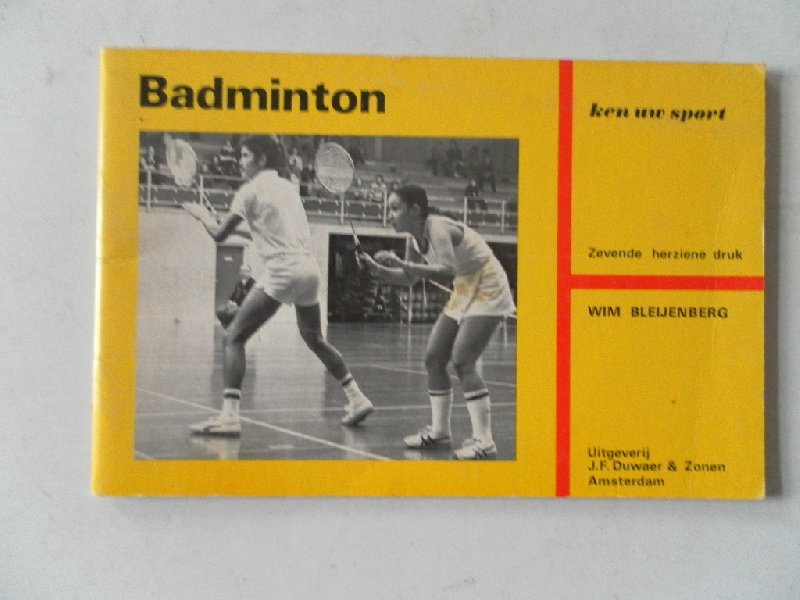 Badminton
ken uw sport
Zevende herziene druk
WIM BLEIJENBERG
Uitgeverij
J.F. Duwaer & Zonen
Amsterdam